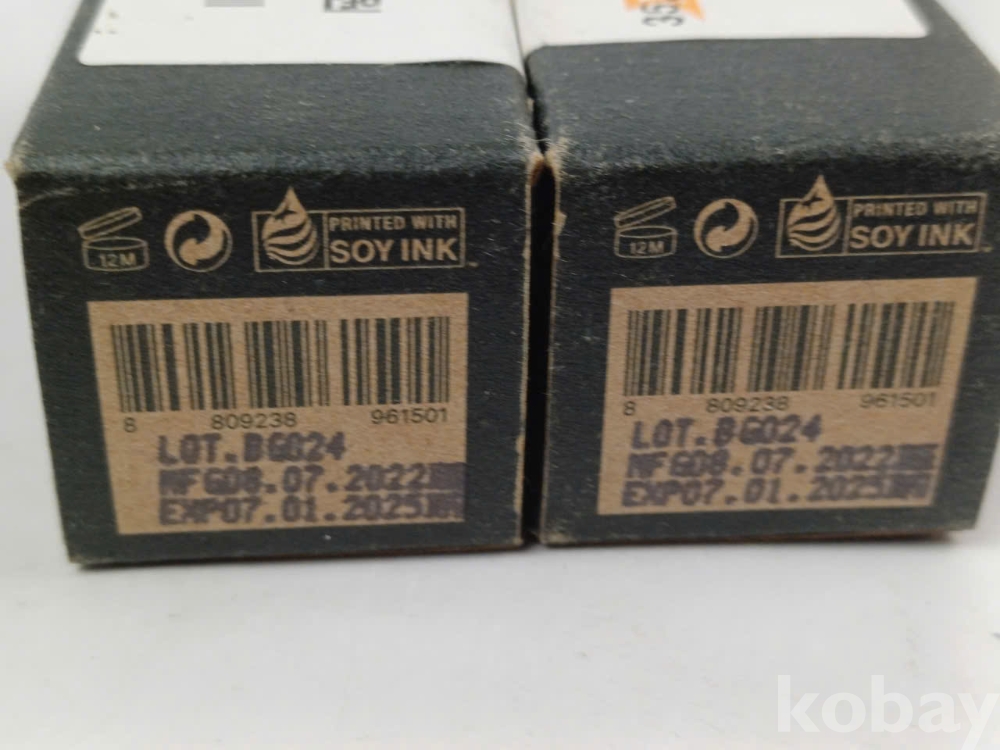 12M
PRINTED WITH
SOY INK
8 809238 961501
LOT.BG024
MFG08.07.2022
EXP07.01.2025
12M
PRINTED WITH
SOY INK
8 809238 961501
LOT.BG024
MFG08.07.2022
EXP07.01.2025
kobay